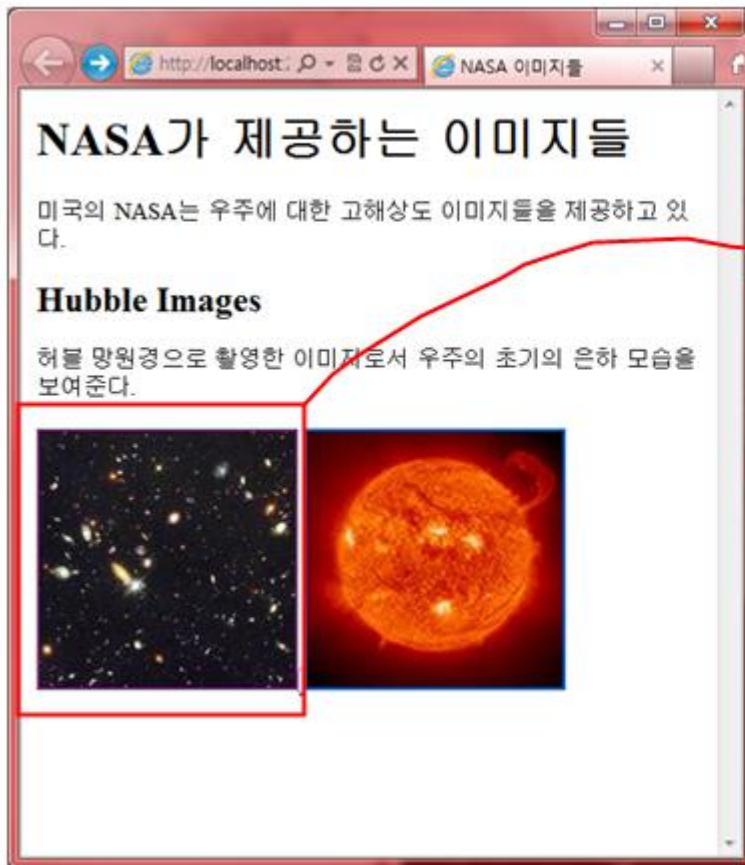 http://localhost:
NASA 이미지들
NASA가 제공하는 이미지들
미국의 NASA는 우주에 대한 고해상도 이미지들을 제공하고 있
다.
Hubble Images
허블 망원경으로 촬영한 이미지로서 우주의 초기의 은하 모습을
보여준다.